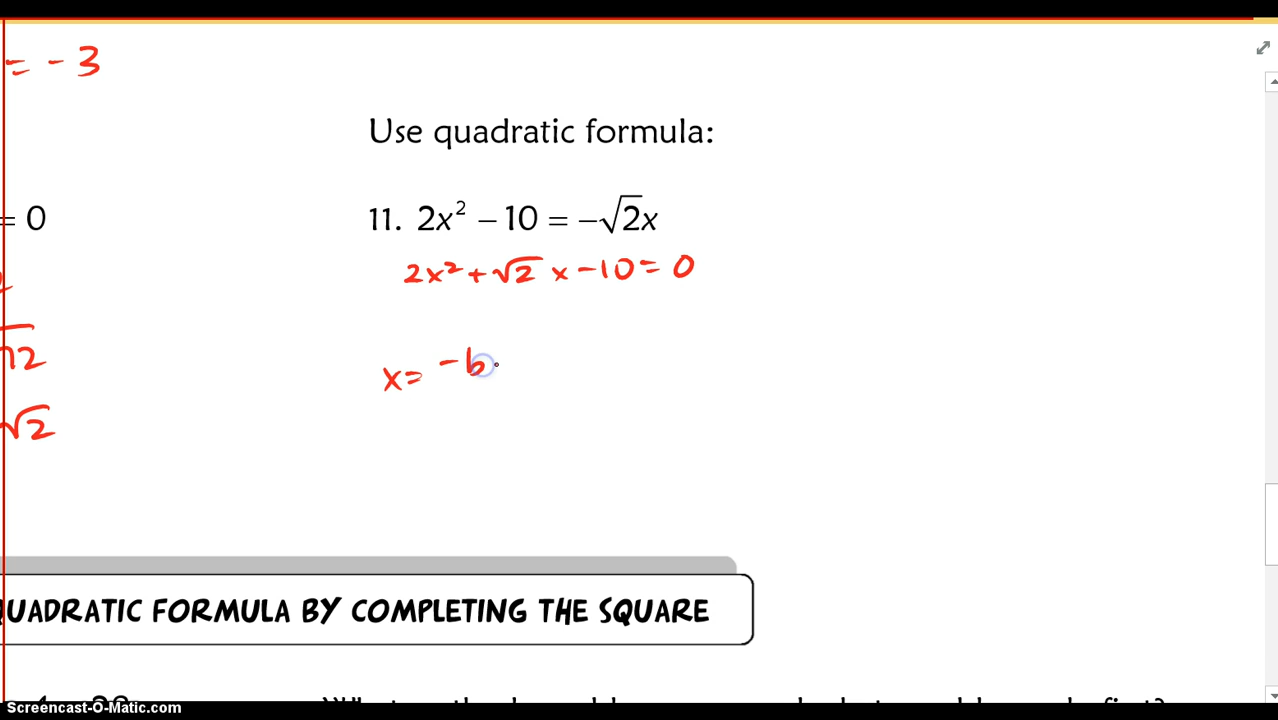 = -3
Use quadratic formula:
= 0
11. 2x² − 10 = −√2x
2x² + √2 x - 10 = 0
12
x = -b
√2
QUADRATIC FORMULA BY COMPLETING THE SQUARE
Screencast-O-Matic.com